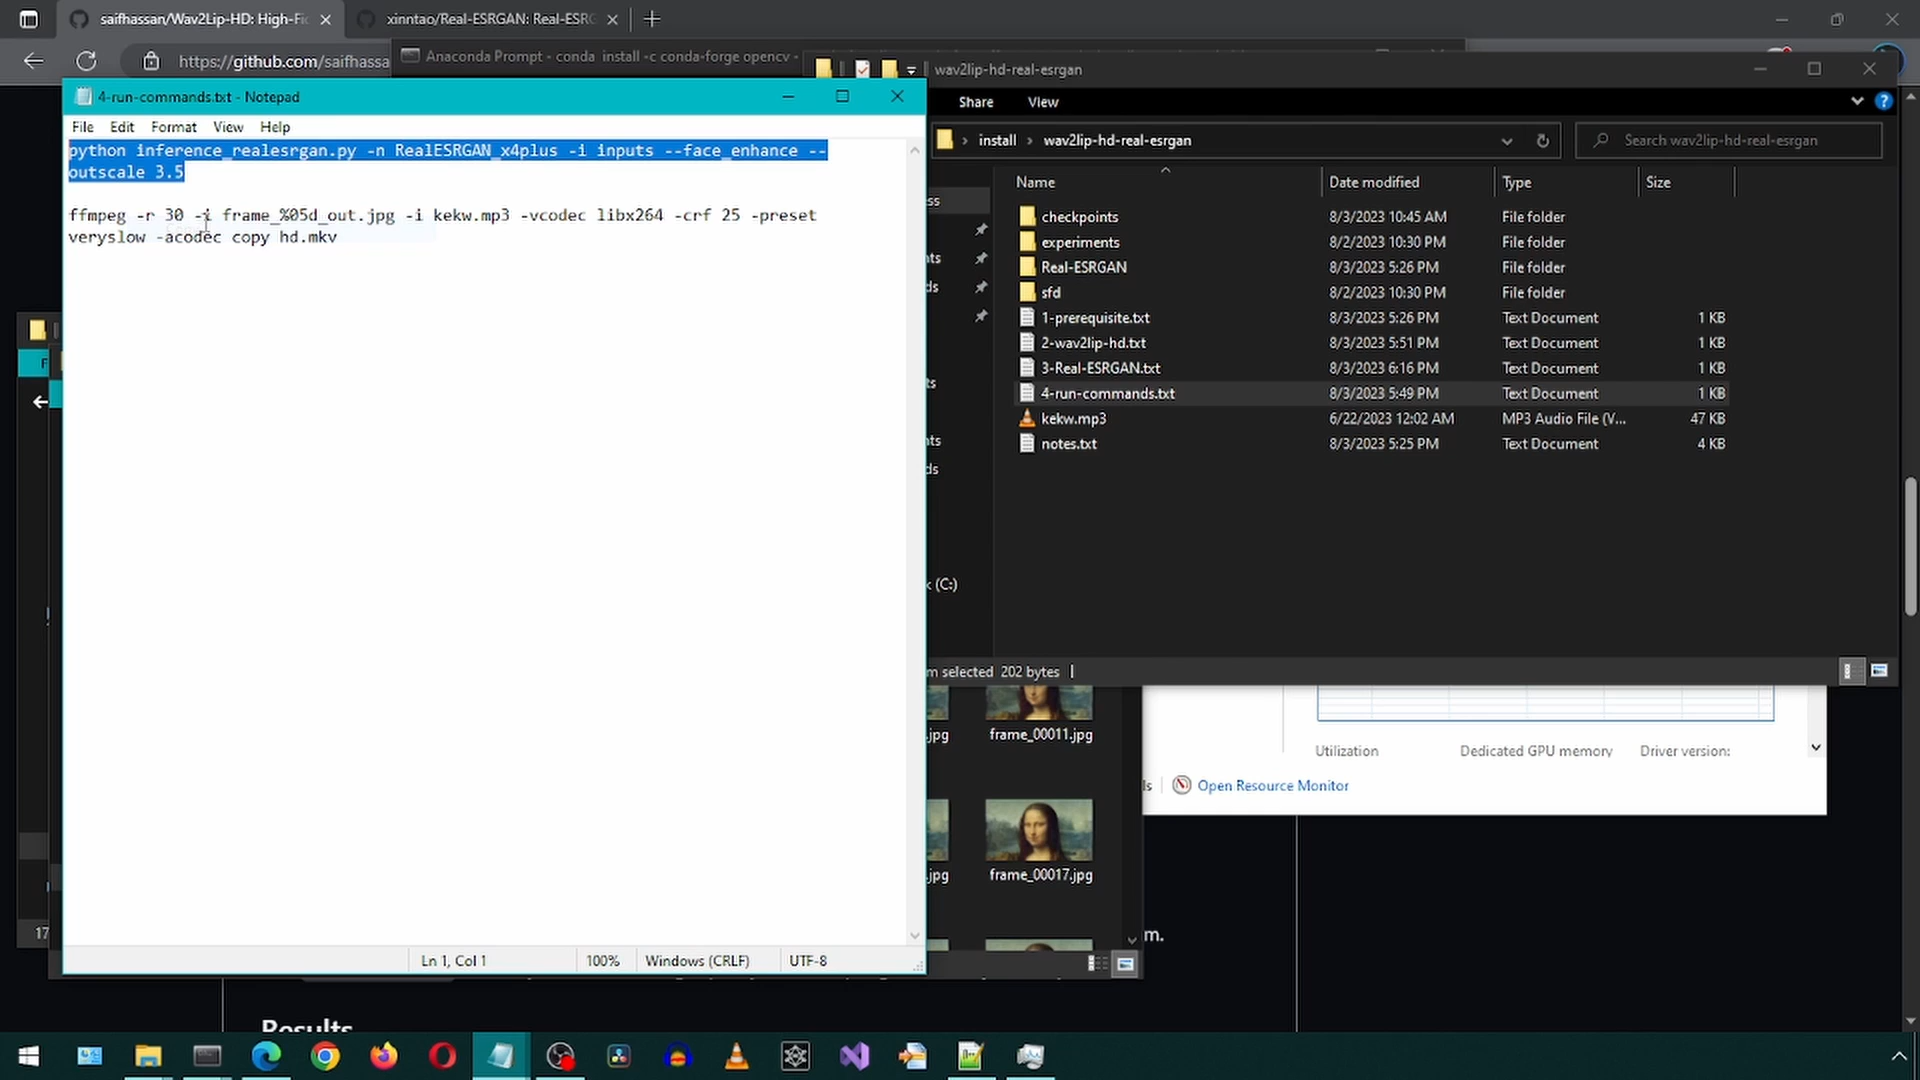 saifhassan/Wav2Lip-HD: High-Fi
xinntao/Real-ESRGAN: Real-ESRG
https://github.com/saifhassa
Anaconda Prompt - conda install -c conda-forge opencv -
wav2lip-hd-real-esrgan
4-run-commands.txt - Notepad
File Edit Format View Help
python inference_realesrgan.py -n RealESRGAN_x4plus -i inputs --face_enhance --
outscale 3.5
ffmpeg -r 30 -i frame_%05d_out.jpg -i kekw.mp3 -vcodec libx264 -crf 25 -preset
veryslow -acodec copy hd.mkv
Ln 1, Col 1 100% Windows (CRLF) UTF-8
Share View
install › wav2lip-hd-real-esrgan
Search wav2lip-hd-real-esrgan
Name Date modified Type Size
checkpoints 8/3/2023 10:45 AM File folder
experiments 8/2/2023 10:30 PM File folder
Real-ESRGAN 8/3/2023 5:26 PM File folder
sfd 8/2/2023 10:30 PM File folder
1-prerequisite.txt 8/3/2023 5:26 PM Text Document 1 KB
2-wav2lip-hd.txt 8/3/2023 5:51 PM Text Document 1 KB
3-Real-ESRGAN.txt 8/3/2023 6:16 PM Text Document 1 KB
4-run-commands.txt 8/3/2023 5:49 PM Text Document 1 KB
kekw.mp3 6/22/2023 12:02 AM MP3 Audio File (V... 47 KB
notes.txt 8/3/2023 5:25 PM Text Document 4 KB
ess
nts
ds
ts
nts
ds
k (C:)
m selected 202 bytes
.jpg frame_00011.jpg
.jpg frame_00017.jpg
Utilization Dedicated GPU memory Driver version:
ls Open Resource Monitor
m.
17
Results